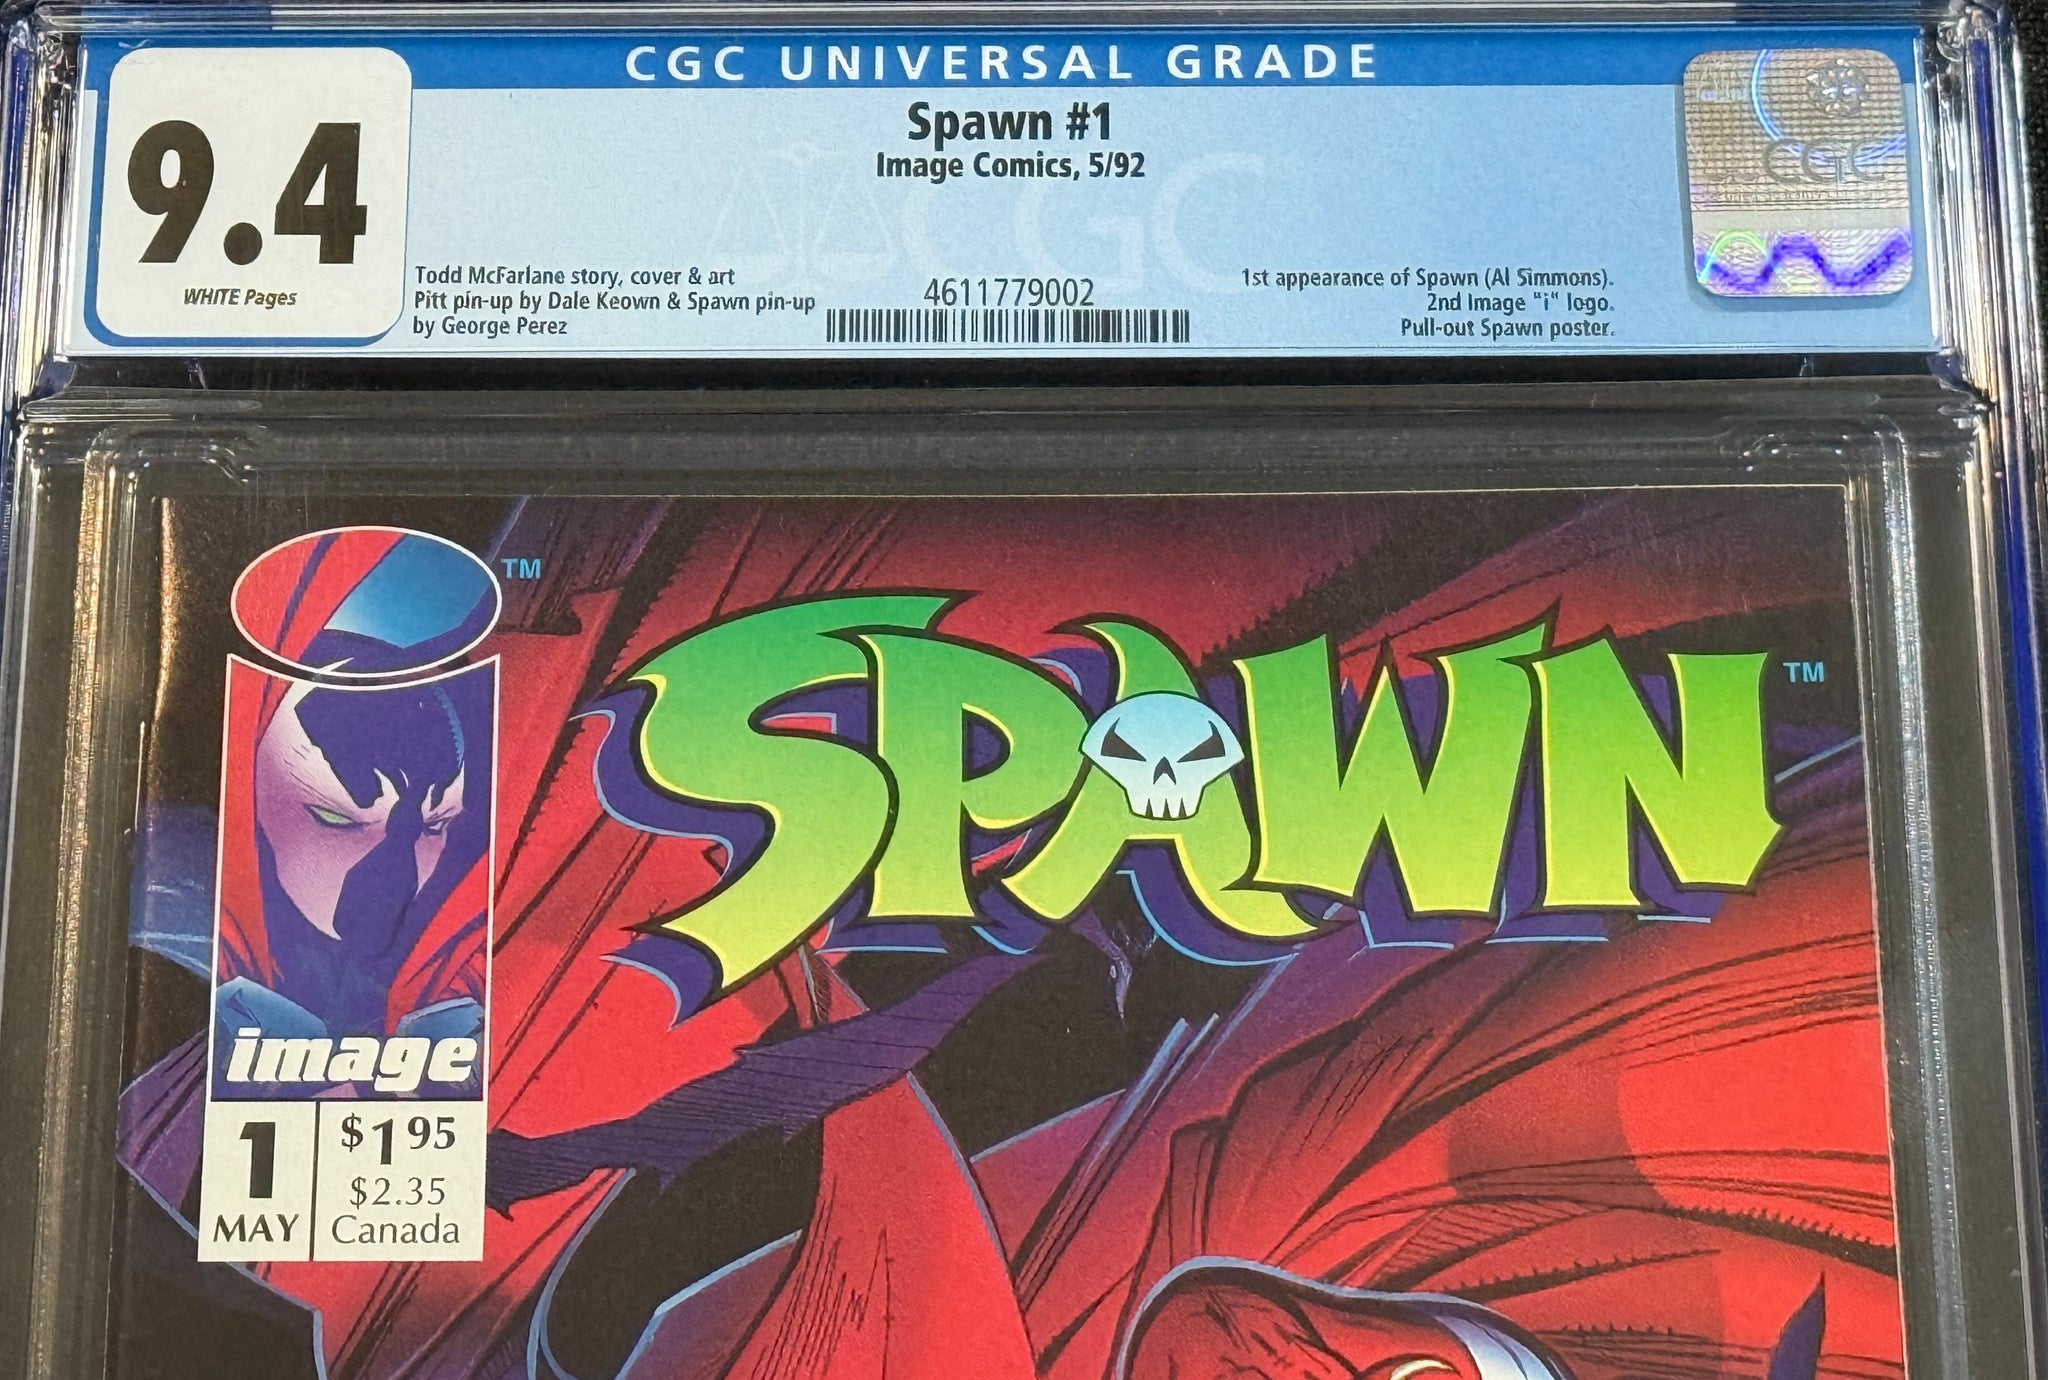 CGC UNIVERSAL GRADE
9.4
WHITE Pages
Spawn #1
Image Comics, 5/92
CGC
Todd McFarlane story, cover & art
Pitt pin-up by Dale Keown & Spawn pin-up
by George Perez
4611779002
1st appearance of Spawn (Al Simmons).
2nd Image "i" logo.
Pull-out Spawn poster.
CGC
TM
SPAWN
TM
image
1
MAY
$1.95
$2.35
Canada